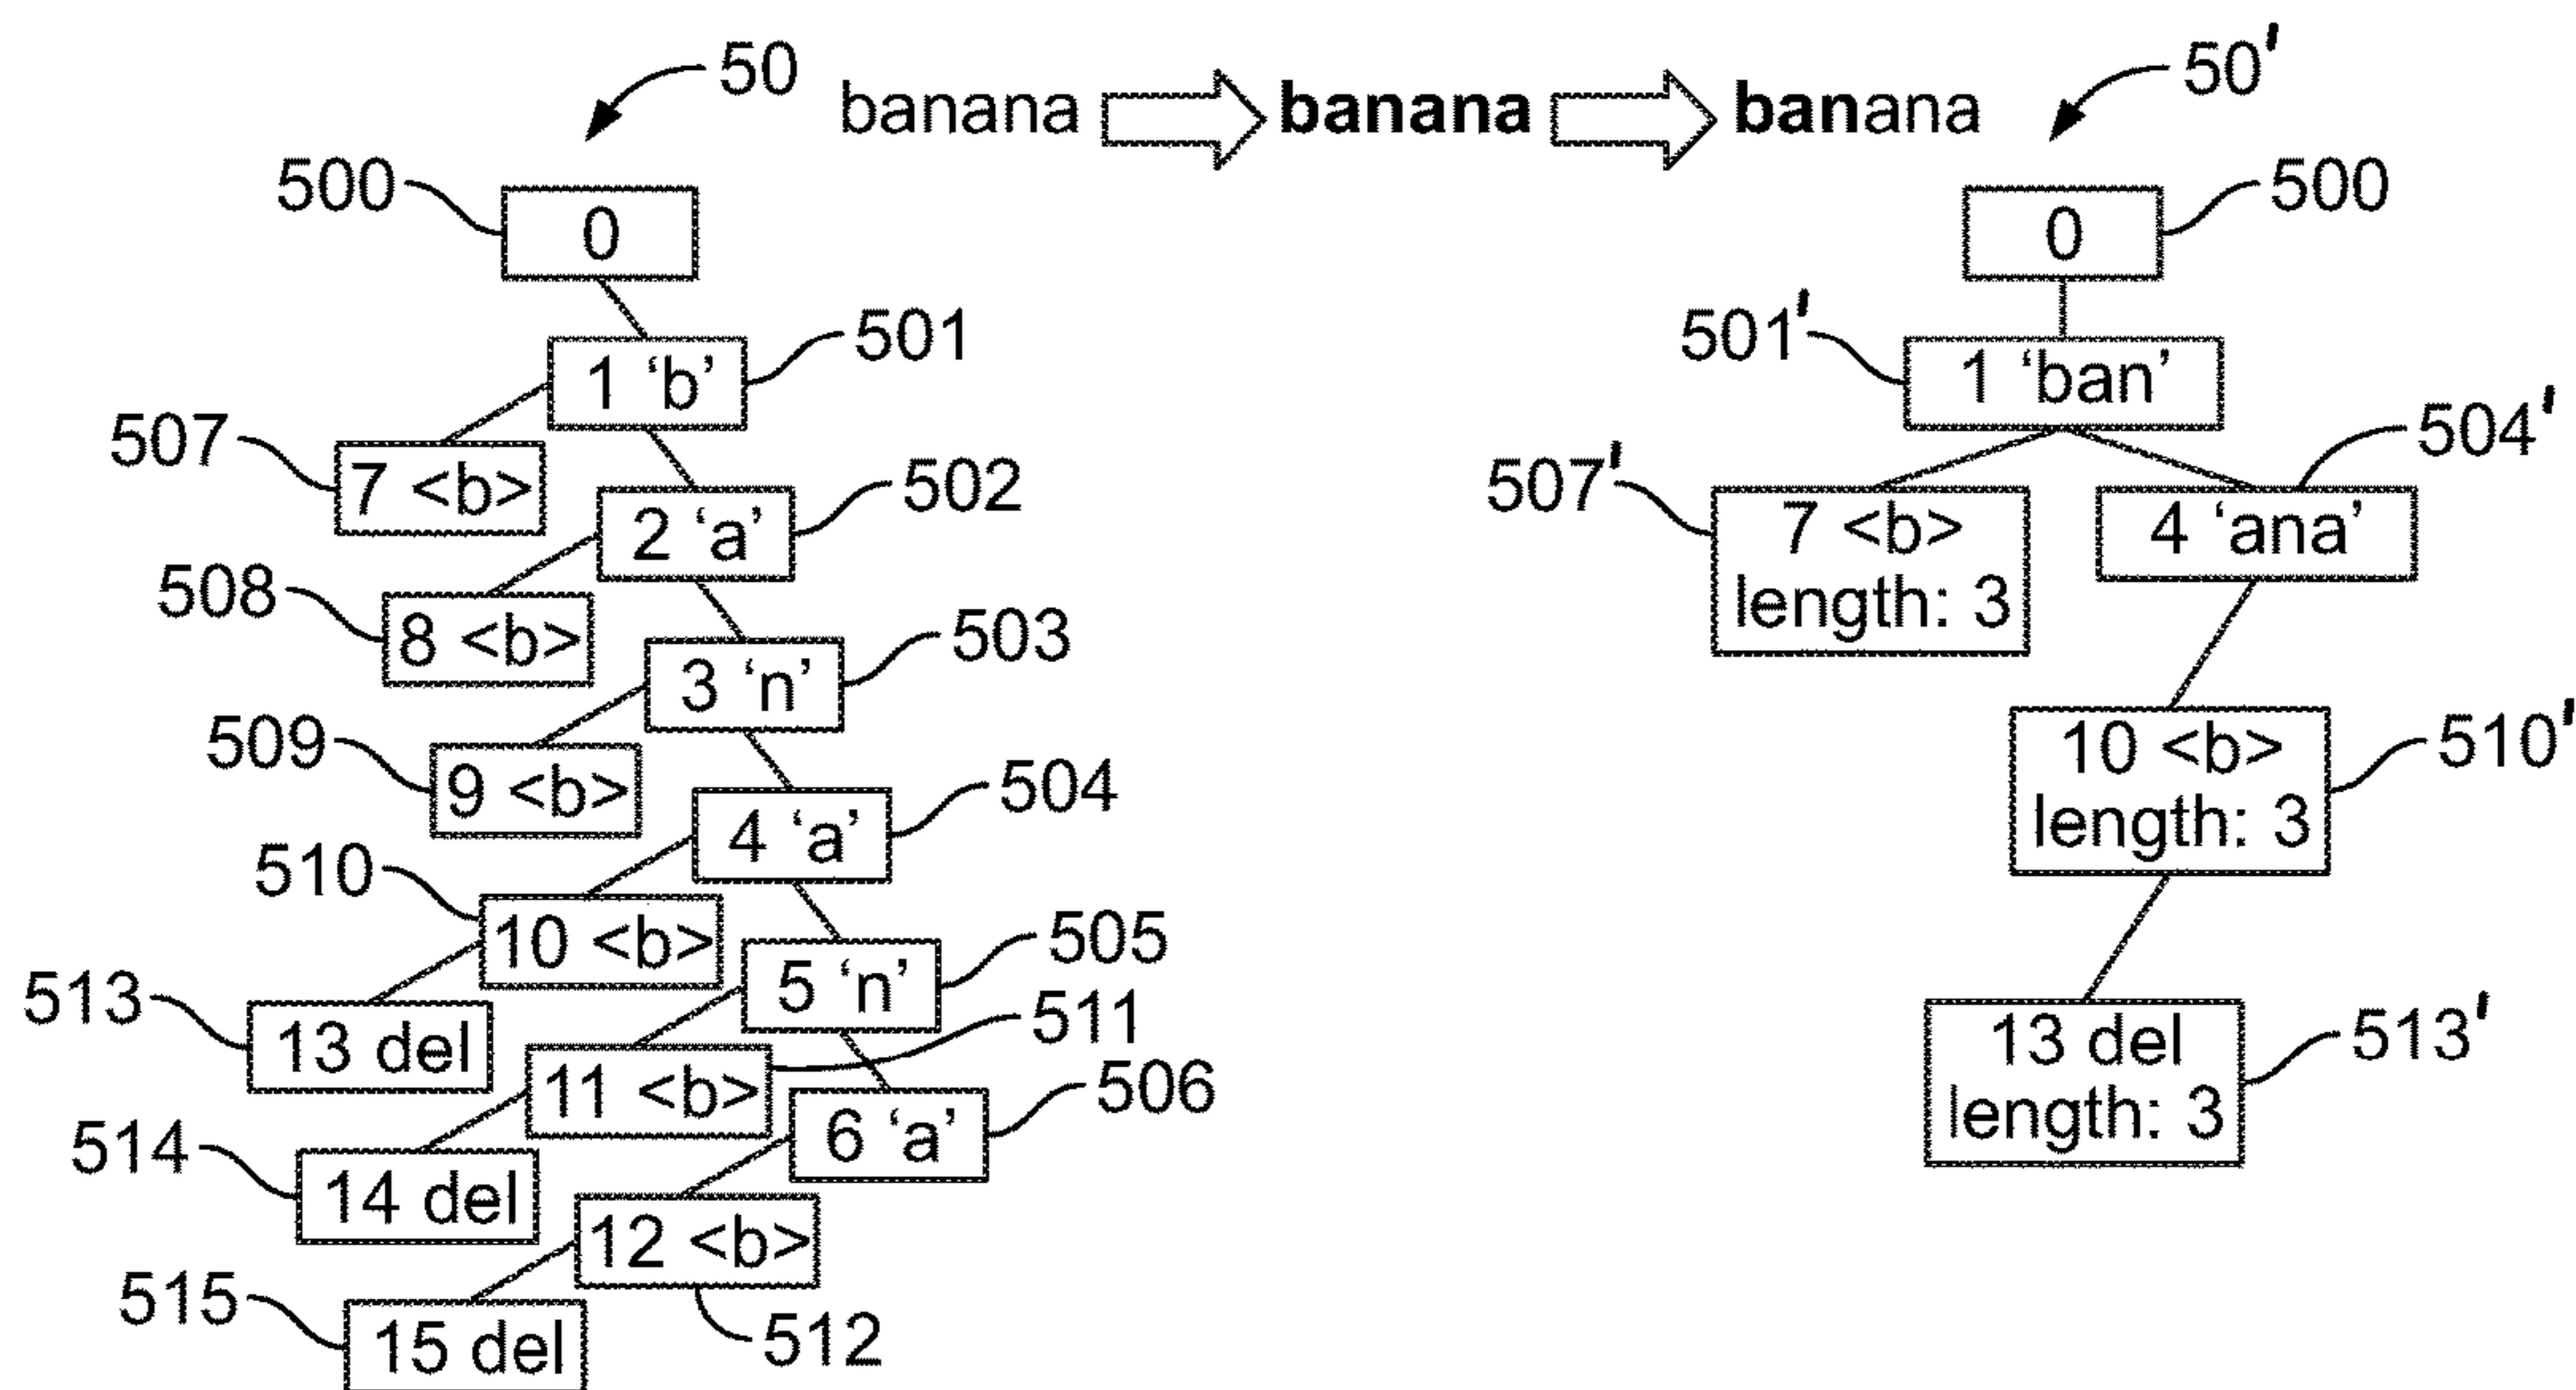 50 banana banana banana 50'
500 0 0 500
1 'b' 501 501' 1 'ban'
507 7 <b> 504'
2 'a' 502 507' 7 <b> 4 'ana'
508 8 <b> length: 3
3 'n' 503
509 9 <b> 10 <b> 510'
4 'a' 504 length: 3
510 10 <b>
5 'n' 505
513 13 del 511 13 del 513'
11 <b> 506 length: 3
514 14 del 6 'a'
12 <b>
515 15 del 512